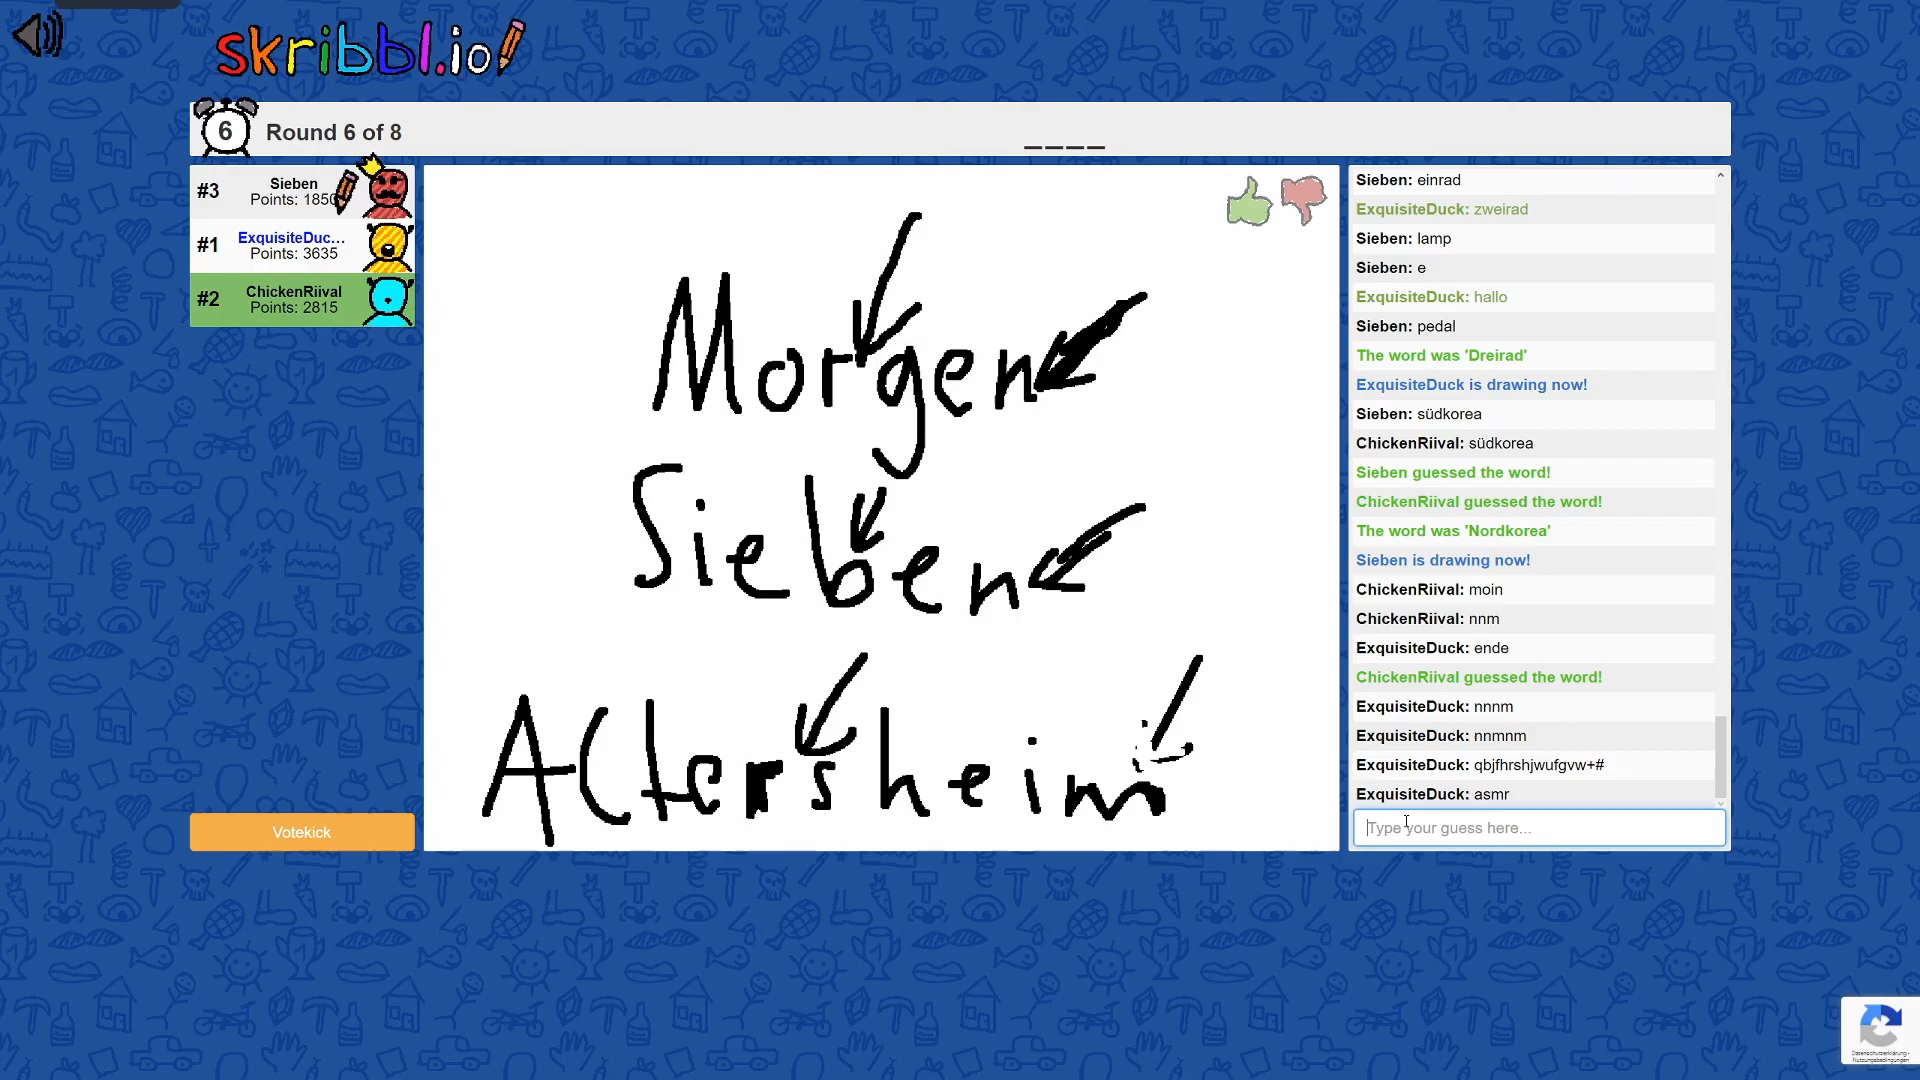 skribbl.io
6 Round 6 of 8
____
#3 Sieben
Points: 1850
#1 ExquisiteDuc...
Points: 3635
#2 ChickenRiival
Points: 2815
Votekick
Morgen
Sieben
Altersheim
Sieben: einrad
ExquisiteDuck: zweirad
Sieben: lamp
Sieben: e
ExquisiteDuck: hallo
Sieben: pedal
The word was 'Dreirad'
ExquisiteDuck is drawing now!
Sieben: südkorea
ChickenRiival: südkorea
Sieben guessed the word!
ChickenRiival guessed the word!
The word was 'Nordkorea'
Sieben is drawing now!
ChickenRiival: moin
ChickenRiival: nnm
ExquisiteDuck: ende
ChickenRiival guessed the word!
ExquisiteDuck: nnnm
ExquisiteDuck: nnmnm
ExquisiteDuck: qbjfhrshjwufgvw+#
ExquisiteDuck: asmr
Type your guess here...
Datenschutzerklärung -
Nutzungsbedingungen